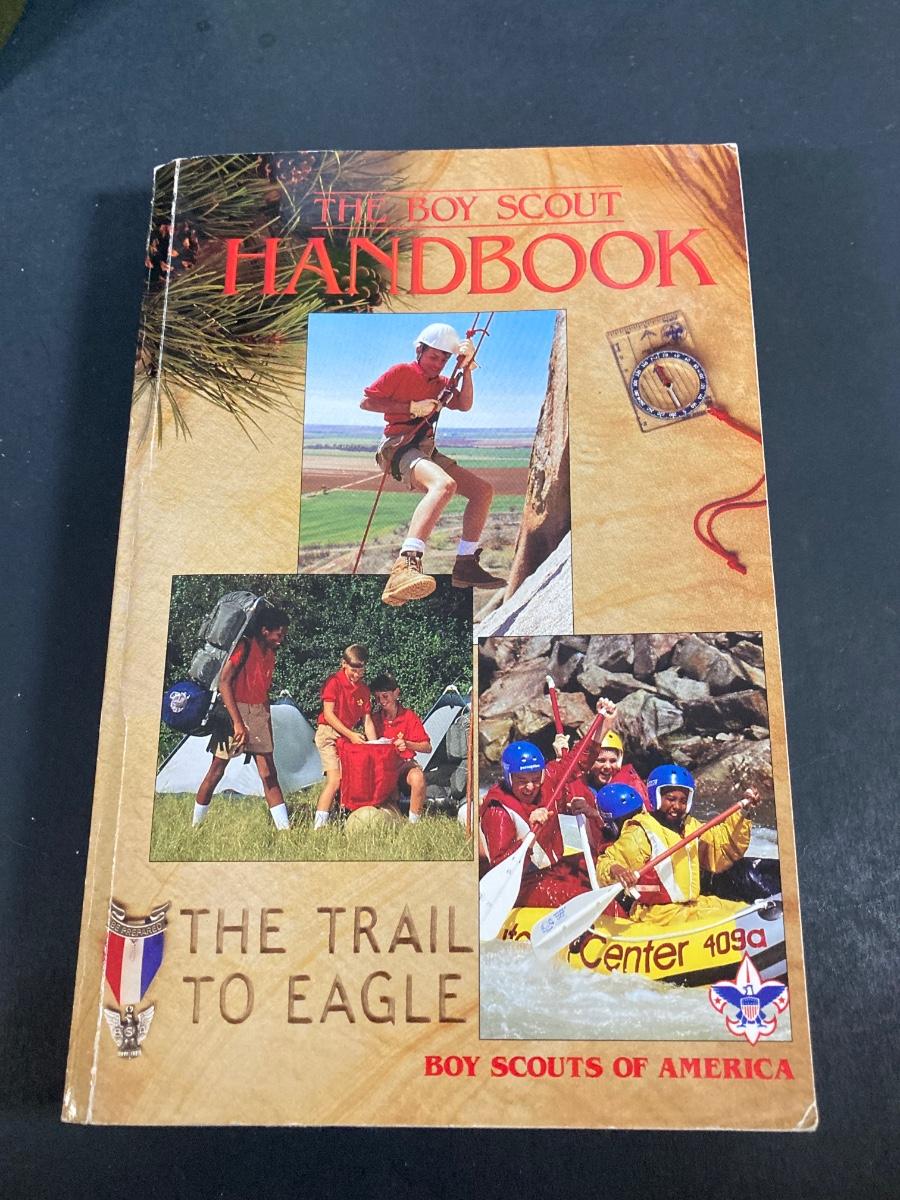 THE BOY SCOUT
HANDBOOK
Center 409a
BE PREPARED
THE TRAIL
TO EAGLE
BOY SCOUTS OF AMERICA